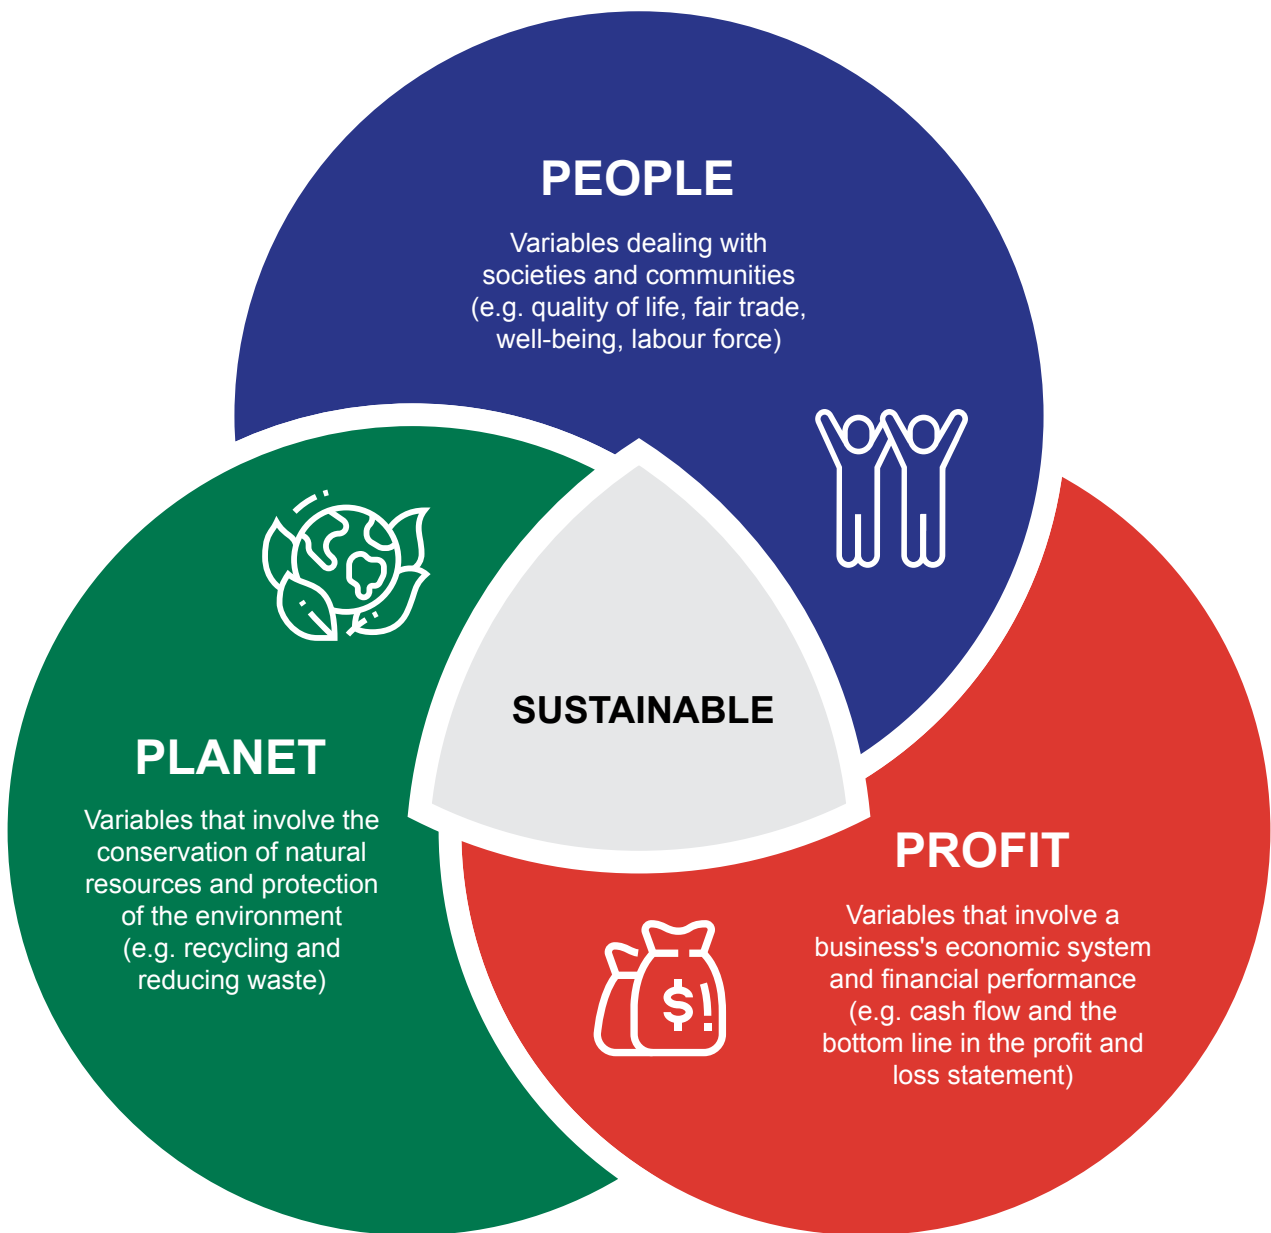 PEOPLE
Variables dealing with
societies and communities
(e.g. quality of life, fair trade,
well-being, labour force)
SUSTAINABLE
PLANET
Variables that involve the
conservation of natural
resources and protection
of the environment
(e.g. recycling and
reducing waste)
PROFIT
Variables that involve a
business's economic system
and financial performance
(e.g. cash flow and the
bottom line in the profit and
loss statement)
$!